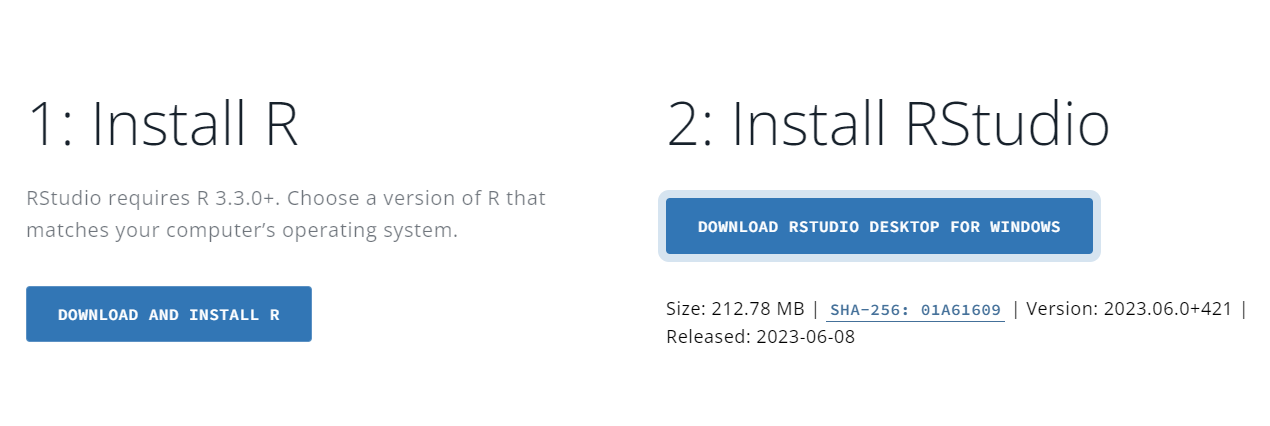 1: Install R
RStudio requires R 3.3.0+. Choose a version of R that
matches your computer’s operating system.
DOWNLOAD AND INSTALL R
2: Install RStudio
DOWNLOAD RSTUDIO DESKTOP FOR WINDOWS
Size: 212.78 MB | SHA-256: 01A61609 | Version: 2023.06.0+421 |
Released: 2023-06-08